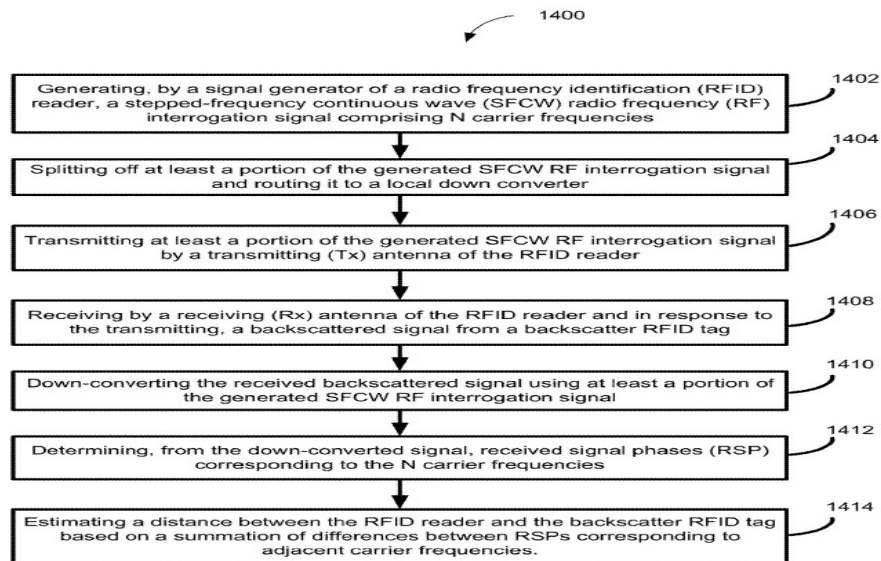 1400
1402
Generating, by a signal generator of a radio frequency identification (RFID)
reader, a stepped-frequency continuous wave (SFCW) radio frequency (RF)
interrogation signal comprising N carrier frequencies
1404
Splitting off at least a portion of the generated SFCW RF interrogation signal
and routing it to a local down converter
1406
Transmitting at least a portion of the generated SFCW RF interrogation signal
by a transmitting (Tx) antenna of the RFID reader
1408
Receiving by a receiving (Rx) antenna of the RFID reader and in response to
the transmitting, a backscattered signal from a backscatter RFID tag
1410
Down-converting the received backscattered signal using at least a portion of
the generated SFCW RF interrogation signal
1412
Determining, from the down-converted signal, received signal phases (RSP)
corresponding to the N carrier frequencies
1414
Estimating a distance between the RFID reader and the backscatter RFID tag
based on a summation of differences between RSPs corresponding to
adjacent carrier frequencies.